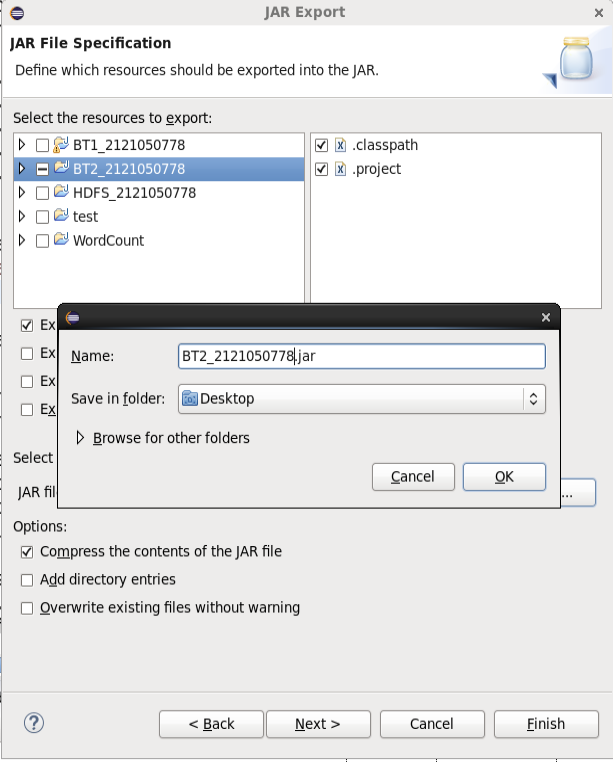 JAR Export
JAR File Specification
Define which resources should be exported into the JAR.
Select the resources to export:
BT1_2121050778
BT2_2121050778
HDFS_2121050778
test
WordCount
.classpath
.project
Ex
Ex
Ex
Ex
Name:
BT2_2121050778.jar
Save in folder:
Desktop
Browse for other folders
Cancel
OK
Select
JAR fil
...
Options:
Compress the contents of the JAR file
Add directory entries
Overwrite existing files without warning
?
< Back
Next >
Cancel
Finish